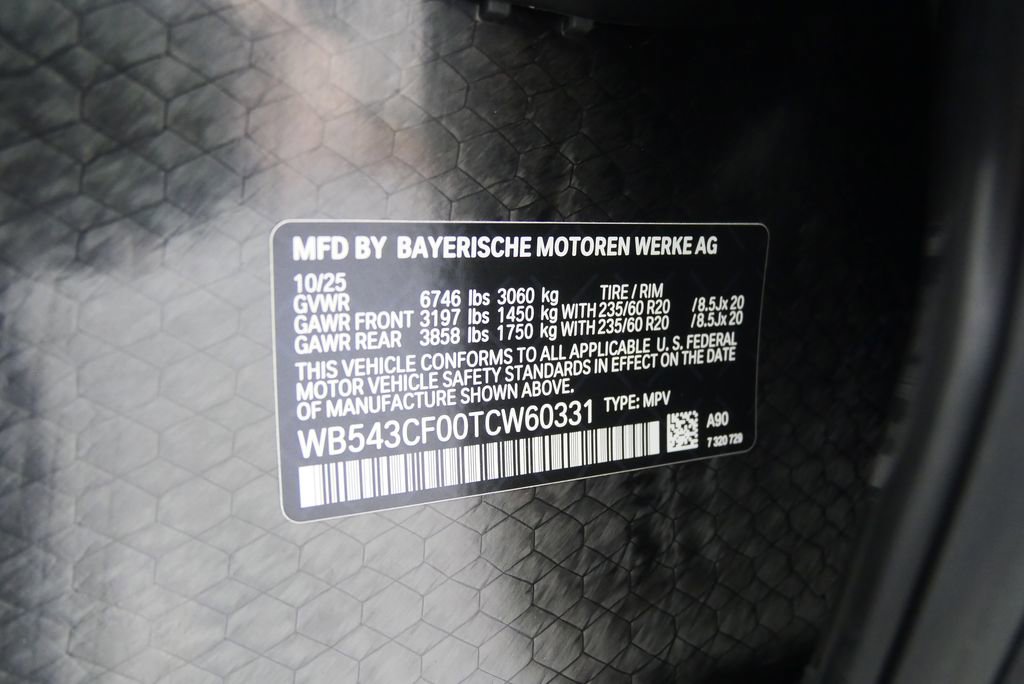 MFD BY BAYERISCHE MOTOREN WERKE AG
10/25
GVWR 6746 lbs 3060 kg TIRE / RIM
GAWR FRONT 3197 lbs 1450 kg WITH 235/60 R20 /8.5Jx20
GAWR REAR 3858 lbs 1750 kg WITH 235/60 R20 /8.5Jx20
THIS VEHICLE CONFORMS TO ALL APPLICABLE U.S. FEDERAL
MOTOR VEHICLE SAFETY STANDARDS IN EFFECT ON THE DATE
OF MANUFACTURE SHOWN ABOVE.
WB543CF00TCW60331 TYPE: MPV
A90
7 320 729